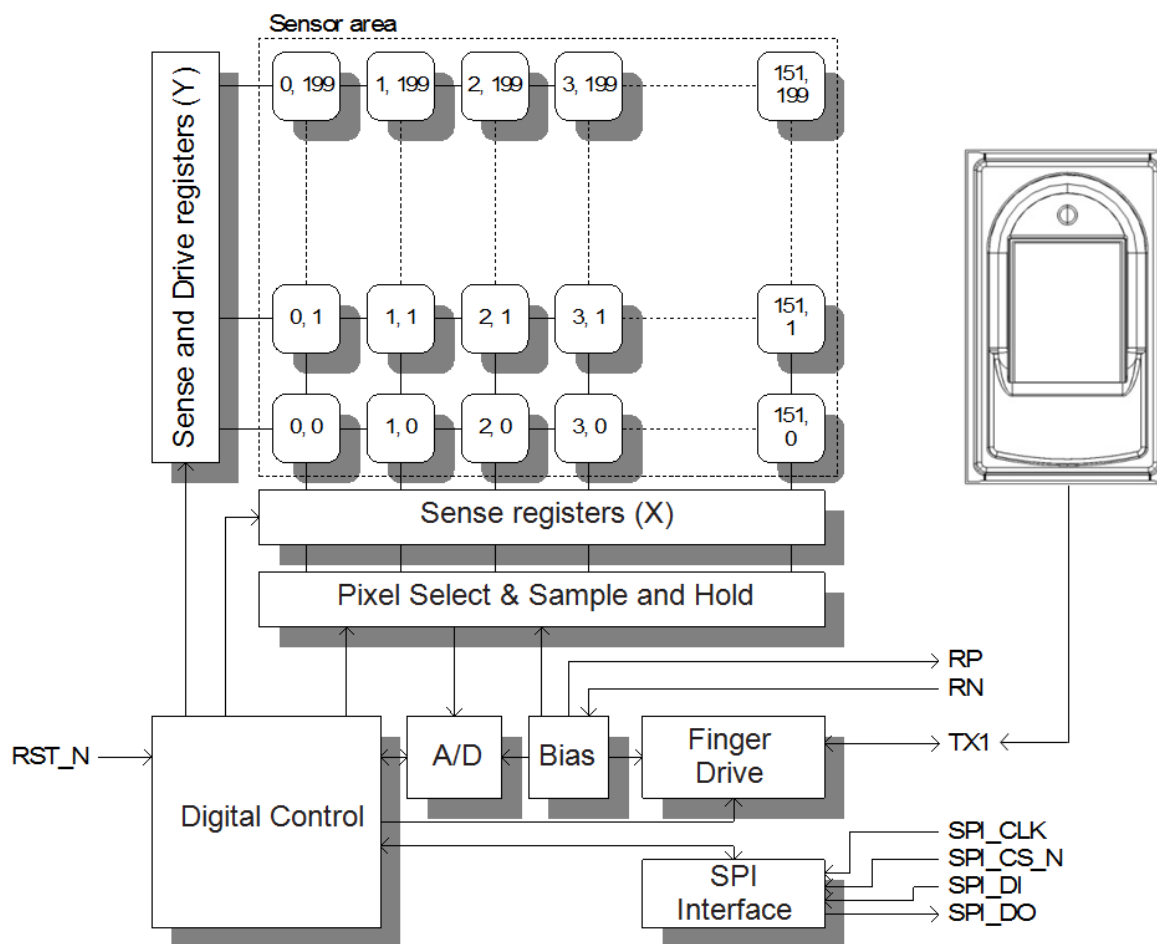 Sensor area
Sense and Drive registers (Y)
0, 199
1, 199
2, 199
3, 199
151,
199
0, 1
1, 1
2, 1
3, 1
151,
1
0, 0
1, 0
2, 0
3, 0
151,
0
Sense registers (X)
Pixel Select & Sample and Hold
RP
RN
RST_N
Digital Control
A/D
Bias
Finger
Drive
TX1
SPI
Interface
SPI_CLK
SPI_CS_N
SPI_DI
SPI_DO